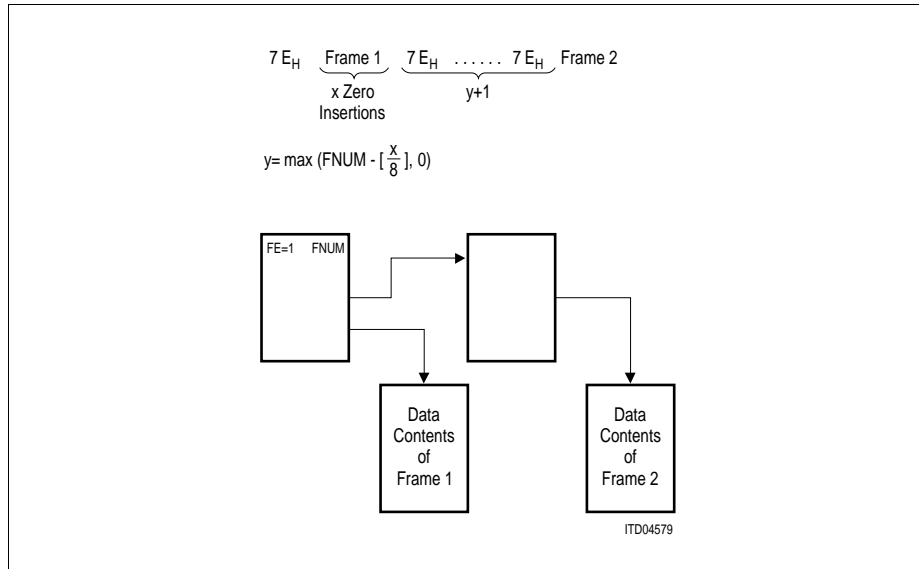 7 E_H Frame 1 7 E_H . . . . . . 7 E_H Frame 2
x Zero
Insertions
y+1
y= max (FNUM - [ x/8 ], 0)
FE=1 FNUM
Data
Contents
of
Frame 1
Data
Contents
of
Frame 2
ITD04579